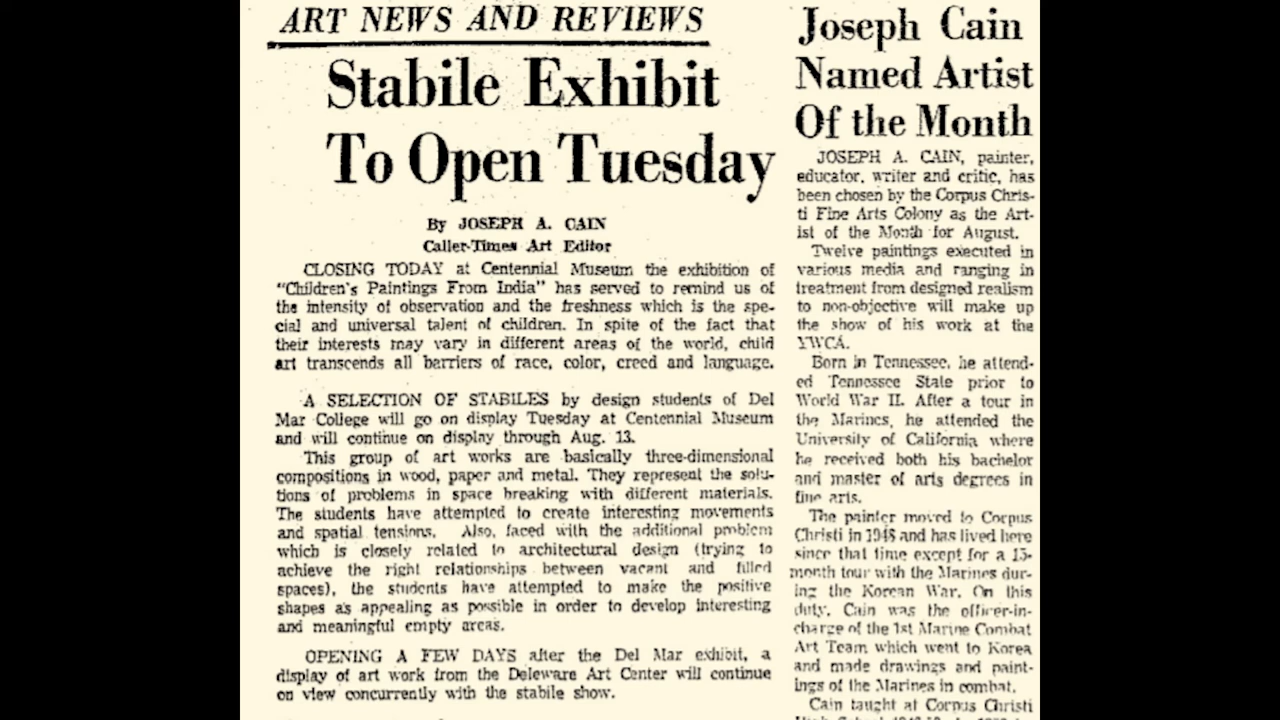 ART NEWS AND REVIEWS
Stabile Exhibit
To Open Tuesday
By JOSEPH A. CAIN
Caller-Times Art Editor
CLOSING TODAY at Centennial Museum the exhibition of
"Children's Paintings From India" has served to remind us of
the intensity of observation and the freshness which is the spe-
cial and universal talent of children. In spite of the fact that
their interests may vary in different areas of the world, child
art transcends all barriers of race, color, creed and language.
A SELECTION OF STABILES by design students of Del
Mar College will go on display Tuesday at Centennial Museum
and will continue on display through Aug. 13.
This group of art works are basically three-dimensional
compositions in wood, paper and metal. They represent the solu-
tions of problems in space breaking with different materials.
The students have attempted to create interesting movements
and spatial tensions. Also, faced with the additional problem
which is closely related to architectural design (trying to
achieve the right relationships between vacant and filled
spaces), the students have attempted to make the positive
shapes as appealing as possible in order to develop interesting
and meaningful empty areas.
OPENING A FEW DAYS after the Del Mar exhibit, a
display of art work from the Deleware Art Center will continue
on view concurrently with the stabile show.
Joseph Cain
Named Artist
Of the Month
JOSEPH A. CAIN, painter,
educator, writer and critic, has
been chosen by the Corpus Chris-
ti Fine Arts Colony as the Art-
ist of the Month for August.
Twelve paintings executed in
various media and ranging in
treatment from designed realism
to non-objective will make up
the show of his work at the
YWCA.
Born in Tennessee, he attend-
ed Tennessee State prior to
World War II. After a tour in
the Marines, he attended the
University of California where
he received both his bachelor
and master of arts degrees in
fine arts.
The painter moved to Corpus
Christi in 1948 and has lived here
since that time except for a 15-
month tour with the Marines dur-
ing the Korean War. On this
duty, Cain was the officer-in-
charge of the 1st Marine Combat
Art Team which went to Korea
and made drawings and paint-
ings of the Marines in combat.
Cain taught at Corpus Christi